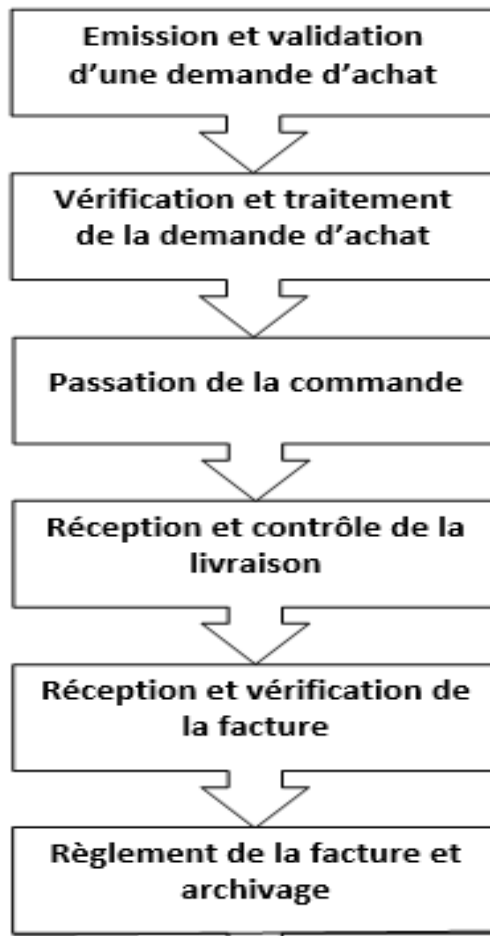 Emission et validation
d’une demande d’achat
Vérification et traitement
de la demande d’achat
Passation de la commande
Réception et contrôle de la
livraison
Réception et vérification de
la facture
Règlement de la facture et
archivage